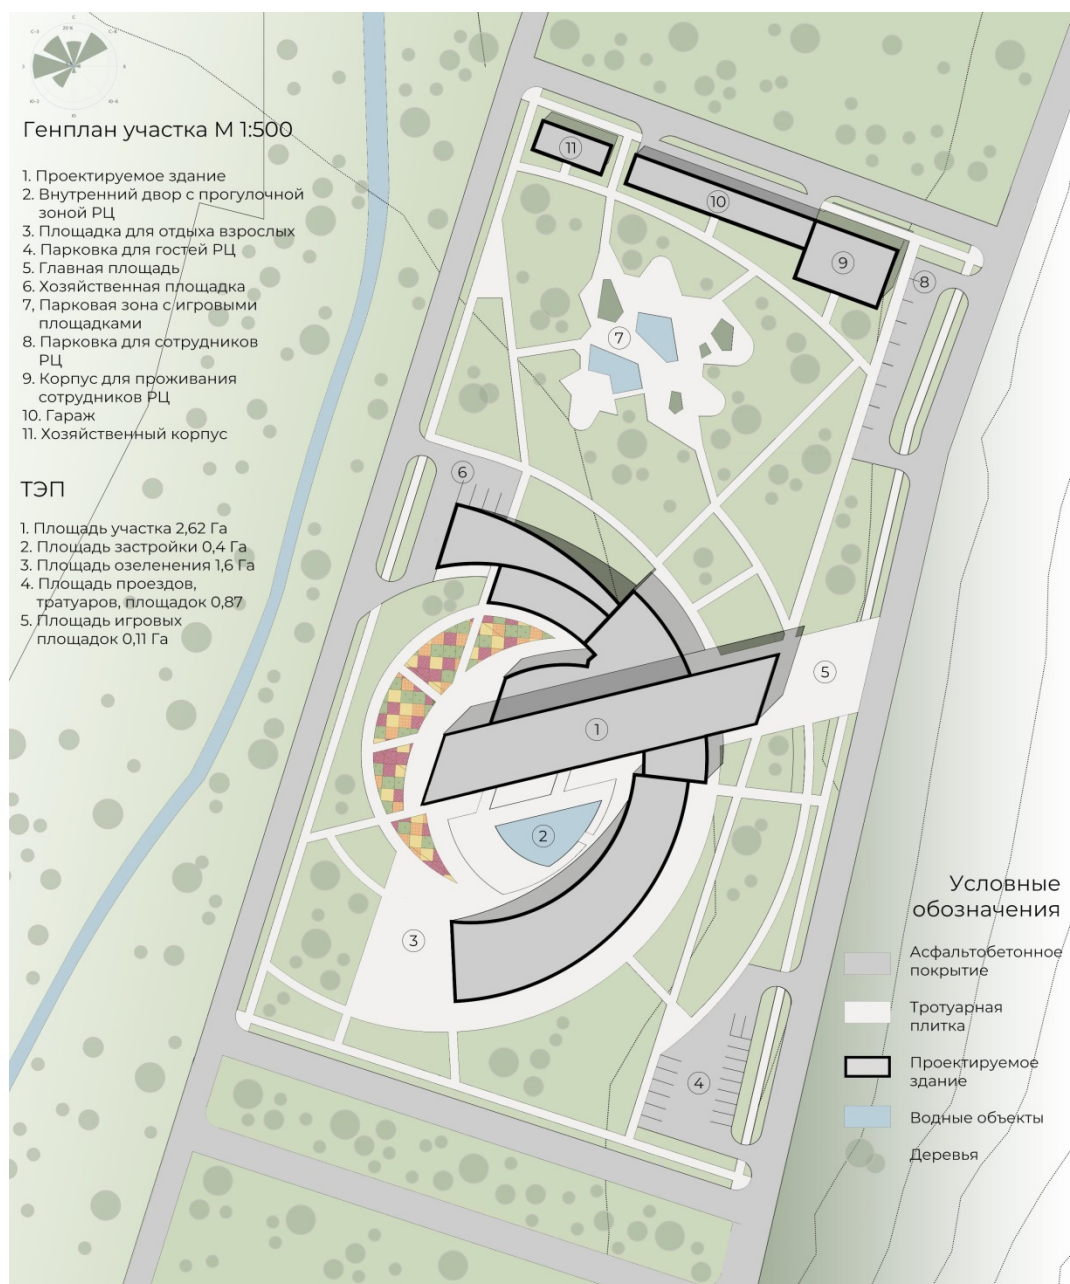 С
С-З
20%
С-В
З
В
Ю-З
Ю-В
Ю
Генплан участка М 1:500
1. Проектируемое здание
2. Внутренний двор с прогулочной
зоной РЦ
3. Площадка для отдыха взрослых
4. Парковка для гостей РЦ
5. Главная площадь
6. Хозяйственная площадка
7, Парковая зона с игровыми
площадками
8. Парковка для сотрудников
РЦ
9. Корпус для проживания
сотрудников РЦ
10. Гараж
11. Хозяйственный корпус
ТЭП
1. Площадь участка 2,62 Га
2. Площадь застройки 0,4 Га
3. Площадь озеленения 1,6 Га
4. Площадь проездов,
тратуаров, площадок 0,87
5. Площадь игровых
площадок 0,11 Га
11
10
9
8
7
6
5
1
2
3
4
Условные
обозначения
Асфальтобетонное
покрытие
Тротуарная
плитка
Проектируемое
здание
Водные объекты
Деревья